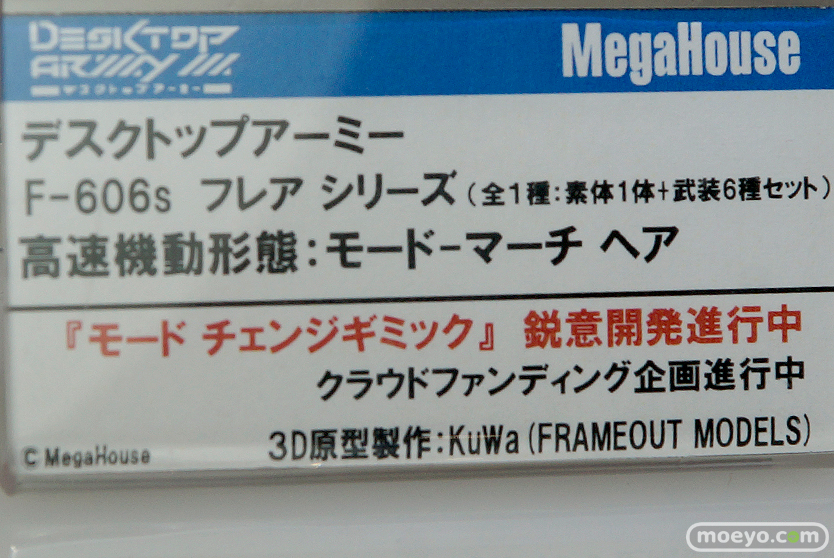 DESKTOP ARMY
デスクトップアーミー
MegaHouse
デスクトップアーミー
F-606s フレア シリーズ（全1種:素体1体+武装6種セット）
高速機動形態:モード-マーチ ヘア
『モード チェンジギミック』 鋭意開発進行中
クラウドファンディング企画進行中
3D原型製作:KuWa(FRAMEOUT MODELS)
© MegaHouse
moeyo.com